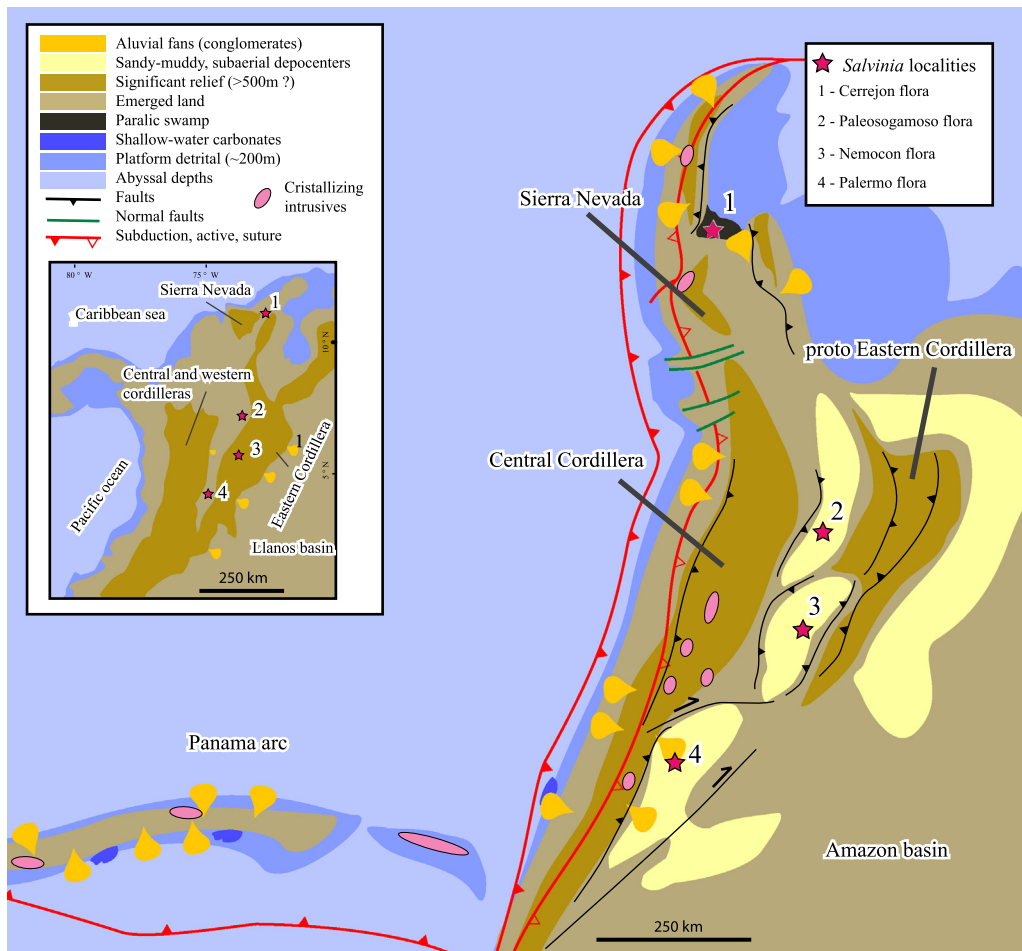 Aluvial fans (conglomerates)
Sandy-muddy, subaerial depocenters
Significant relief (>500m ?)
Emerged land
Paralic swamp
Shallow-water carbonates
Platform detrital (~200m)
Abyssal depths
Faults
Normal faults
Subduction, active, suture
Cristallizing
intrusives
80° W
75° W
Sierra Nevada
1
Caribbean sea
10° N
Central and western
cordilleras
2
3
1
5° N
4
Eastern Cordillera
Pacific ocean
Llanos basin
250 km
Salvinia localities
1 - Cerrejon flora
2 - Paleosogamoso flora
3 - Nemocon flora
4 - Palermo flora
Sierra Nevada
1
proto Eastern Cordillera
Central Cordillera
2
3
4
Panama arc
Amazon basin
250 km